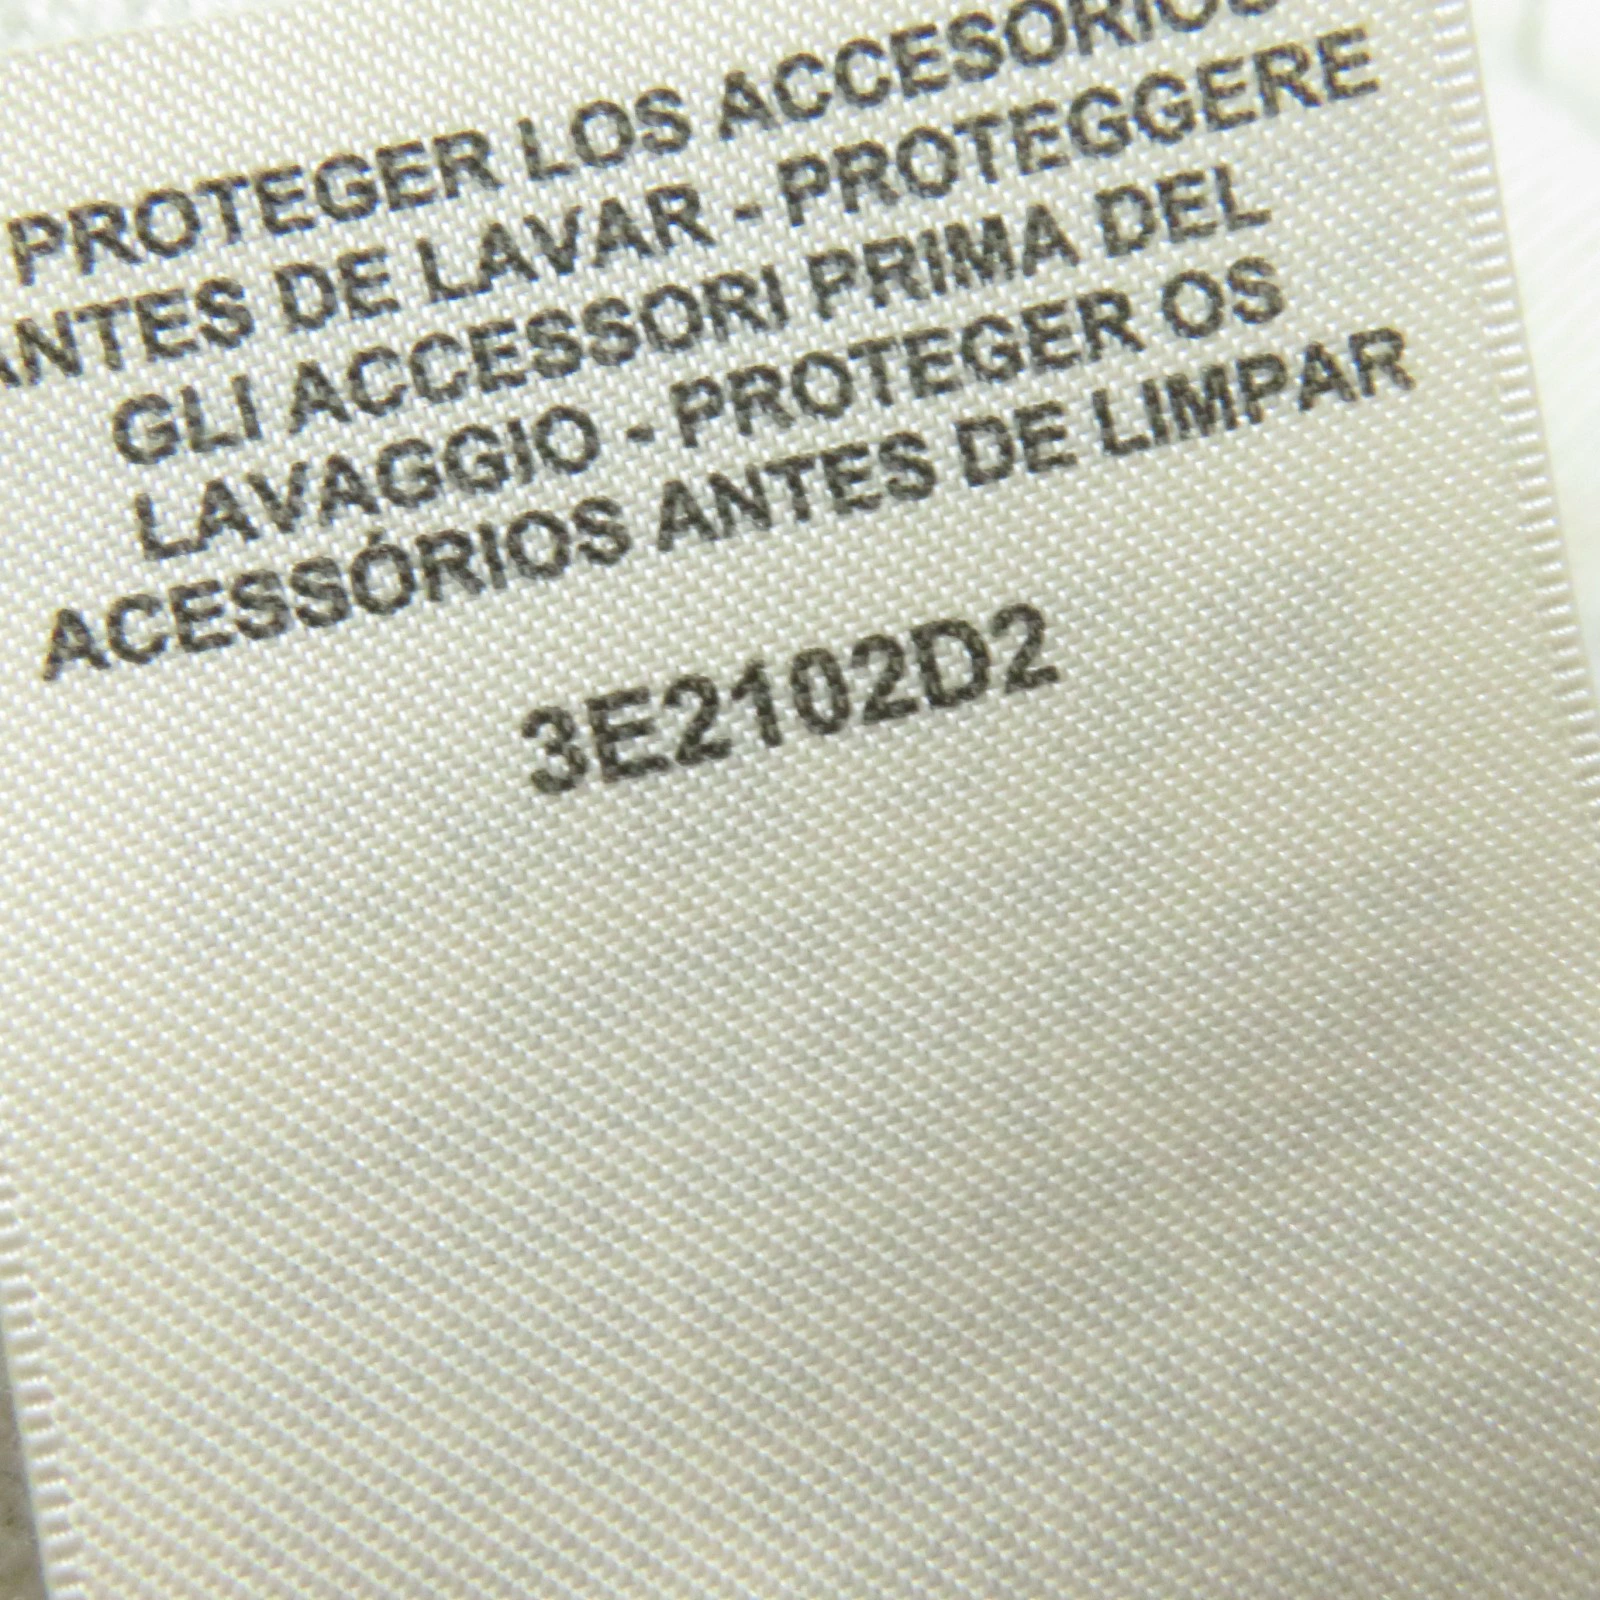 PROTEGER LOS ACCESORIOS
ANTES DE LAVAR - PROTEGGERE
GLI ACCESSORI PRIMA DEL
LAVAGGIO - PROTEGER OS
ACESSÓRIOS ANTES DE LIMPAR
3E2102D2